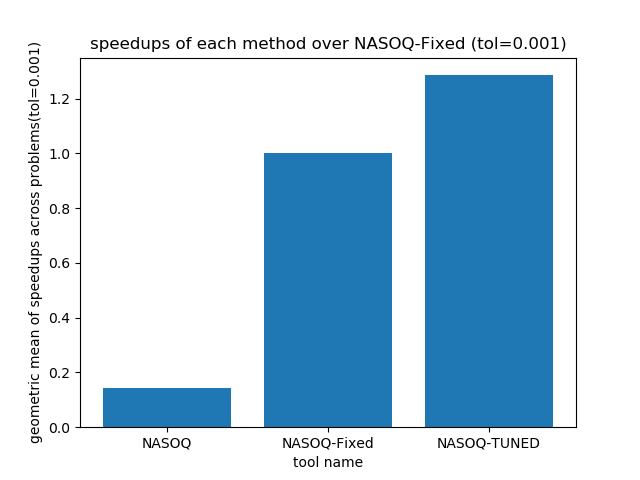 speedups of each method over NASOQ-Fixed (tol=0.001)
geometric mean of speedups across problems(tol=0.001)
1.2
1.0
0.8
0.6
0.4
0.2
0.0
NASOQ
NASOQ-Fixed
NASOQ-TUNED
tool name